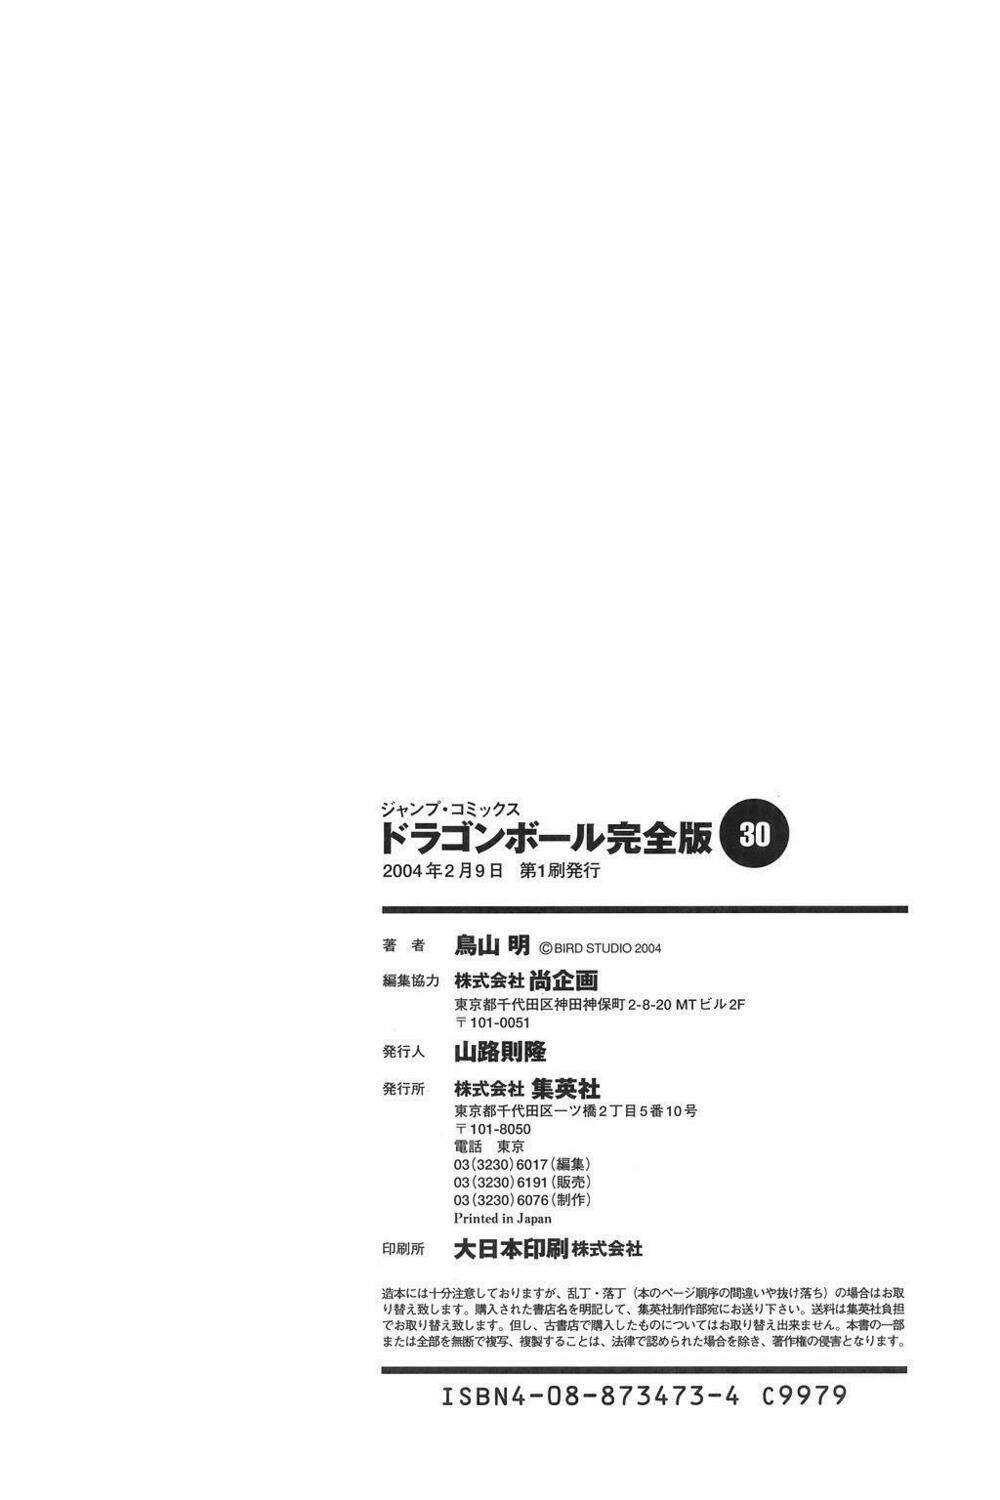 ジャンプ・コミックス
ドラゴンボール完全版 30
2004年2月9日 第1刷発行
著 者 鳥山 明 ©BIRD STUDIO 2004
編集協力 株式会社 尚企画
東京都千代田区神田神保町2-8-20 MTビル2F
〒101-0051
発行人 山路則隆
発行所 株式会社 集英社
東京都千代田区一ツ橋2丁目5番10号
〒101-8050
電話 東京
03(3230)6017(編集)
03(3230)6191(販売)
03(3230)6076(制作)
Printed in Japan
印刷所 大日本印刷株式会社
造本には十分注意しておりますが、乱丁・落丁(本のページ順序の間違いや抜け落ち)の場合はお取
り替え致します。購入された書店名を明記して、集英社制作部宛にお送り下さい。送料は集英社負担
でお取り替え致します。但し、古書店で購入したものについてはお取り替え出来ません。本書の一部
または全部を無断で複写、複製することは、法律で認められた場合を除き、著作権の侵害となります。
ISBN4-08-873473-4 C9979